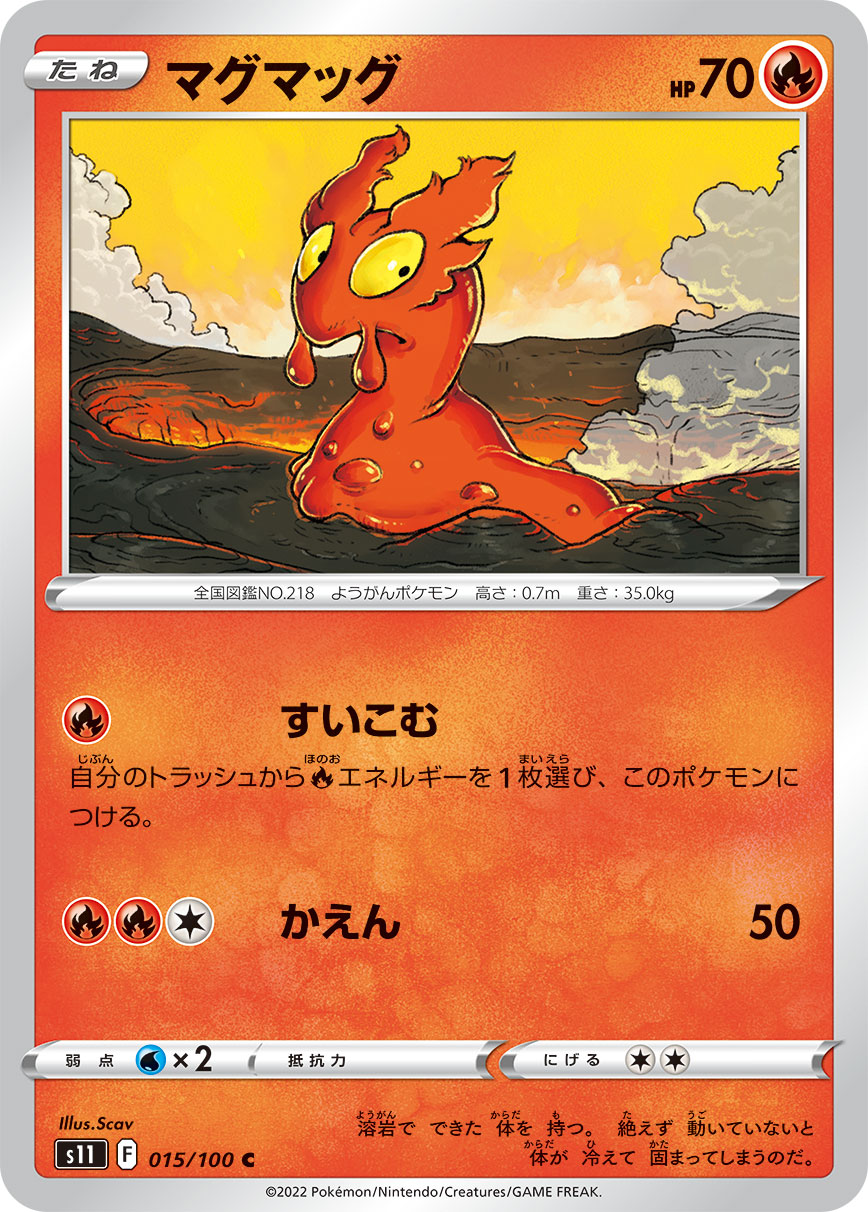 たね マグマッグ HP70
全国図鑑NO.218 ようがんポケモン 高さ：0.7m 重さ：35.0kg
すいこむ
自分のトラッシュからエネルギーを1枚選び、このポケモンに
つける。
かえん 50
弱点 ×2 抵抗力 にげる
Illus.Scav
溶岩で できた 体を 持つ。 絶えず 動いていないと
体が 冷えて 固まってしまうのだ。
s11 F 015/100 C
©2022 Pokémon/Nintendo/Creatures/GAME FREAK.